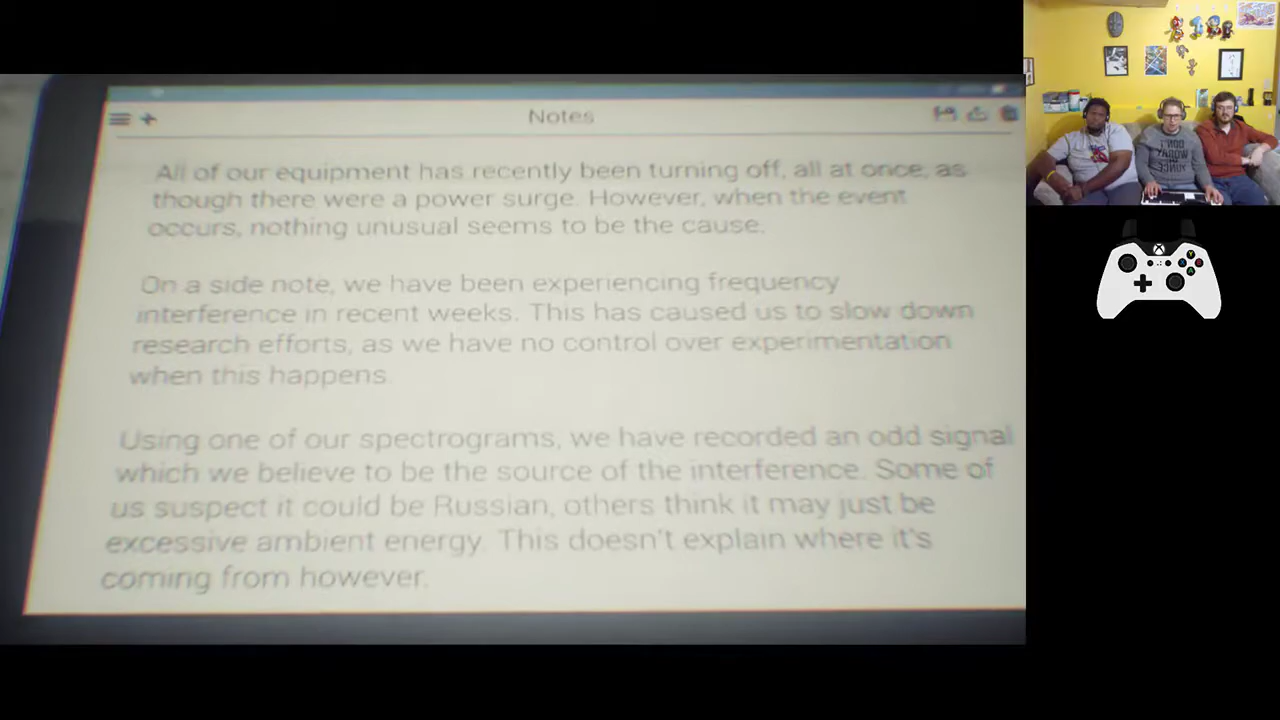 Notes
All of our equipment has recently been turning off, all at once, as
though there were a power surge. However, when the event
occurs, nothing unusual seems to be the cause.
On a side note, we have been experiencing frequency
interference in recent weeks. This has caused us to slow down
research efforts, as we have no control over experimentation
when this happens.
Using one of our spectrograms, we have recorded an odd signal
which we believe to be the source of the interference. Some of
us suspect it could be Russian, others think it may just be
excessive ambient energy. This doesn't explain where it's
coming from however.